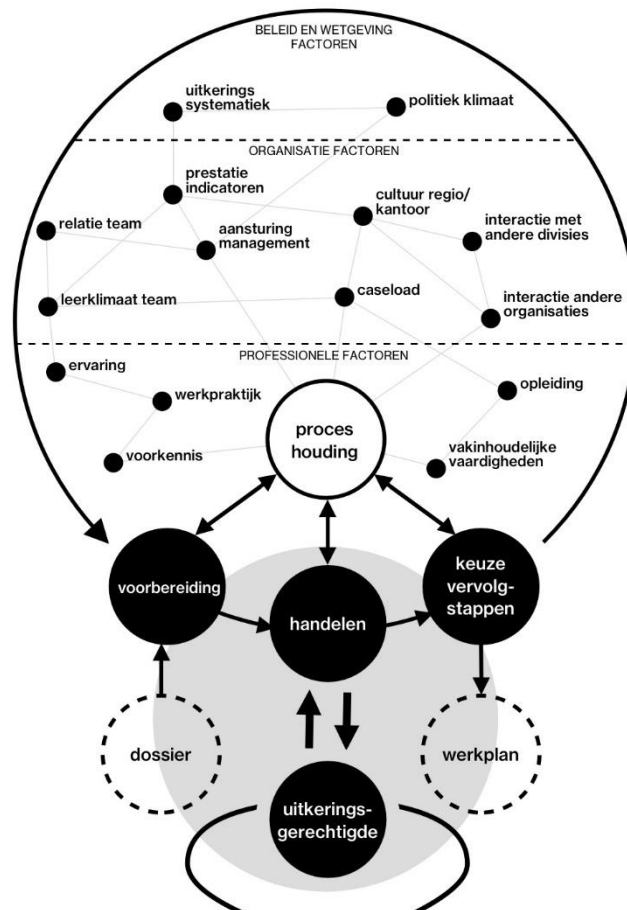 BELEID EN WETGEVING
FACTOREN
uitkerings
systematiek
politiek klimaat
ORGANISATIE FACTOREN
prestatie
indicatoren
cultuur regio/
kantoor
relatie team
aansturing
management
interactie met
andere divisies
leerklimaat team
caseload
interactie andere
organisaties
PROFESSIONELE FACTOREN
ervaring
opleiding
werkpraktijk
proces
houding
voorkennis
vakinhoudelijke
vaardigheden
voorbereiding
handelen
keuze
vervolg-
stappen
dossier
werkplan
uitkerings-
gerechtigde